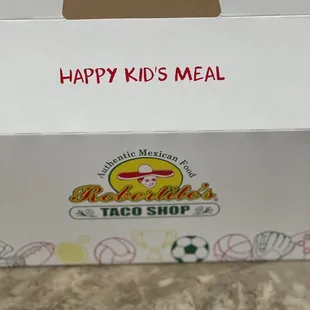 HAPPY KID'S MEAL
Authentic Mexican Food
Robertito's
TACO SHOP